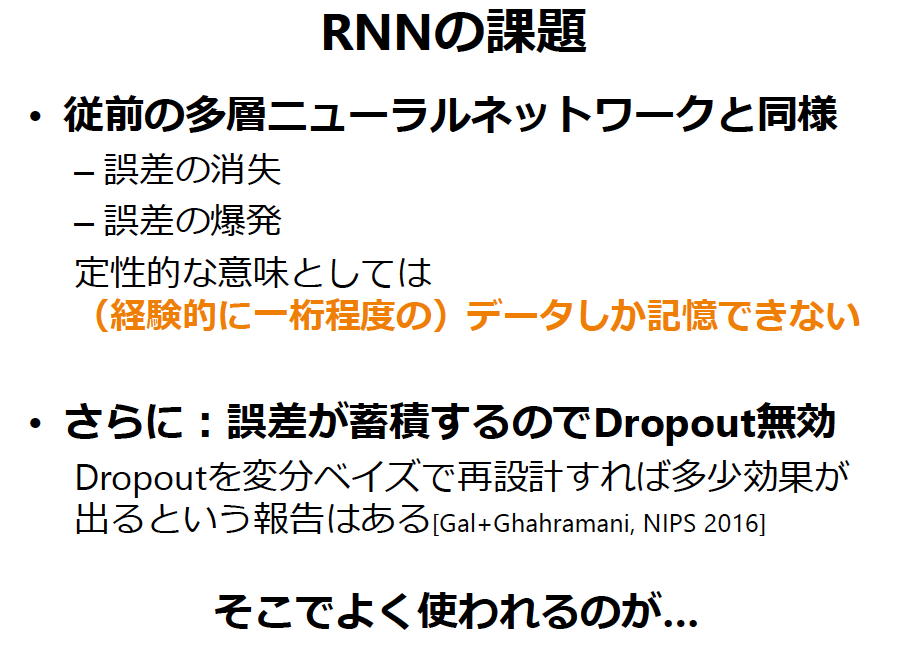 RNNの課題
• 従前の多層ニューラルネットワークと同様
– 誤差の消失
– 誤差の爆発
定性的な意味としては
（経験的に一桁程度の）データしか記憶できない
• さらに：誤差が蓄積するのでDropout無効
Dropoutを変分ベイズで再設計すれば多少効果が
出るという報告はある[Gal+Ghahramani, NIPS 2016]
そこでよく使われるのが…